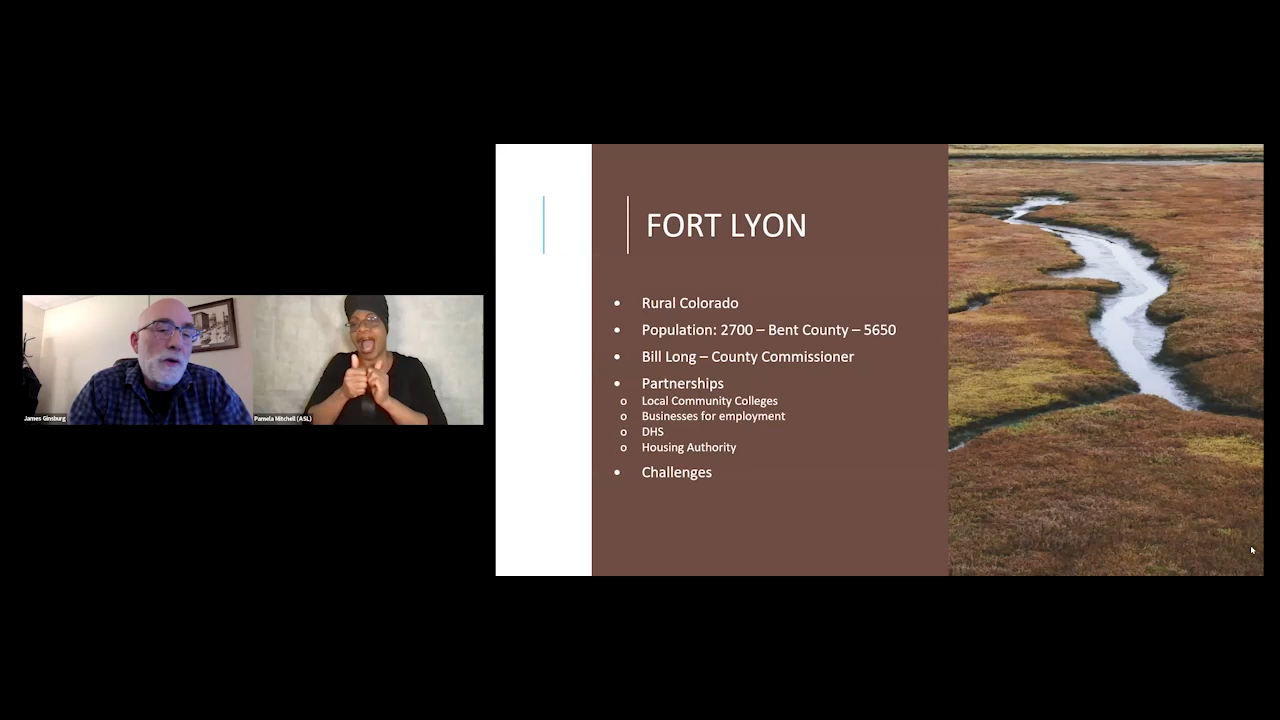 FORT LYON
• Rural Colorado
• Population: 2700 – Bent County – 5650
• Bill Long – County Commissioner
• Partnerships
o Local Community Colleges
o Businesses for employment
o DHS
o Housing Authority
• Challenges
James Ginsburg
Pamela Mitchell (ASL)